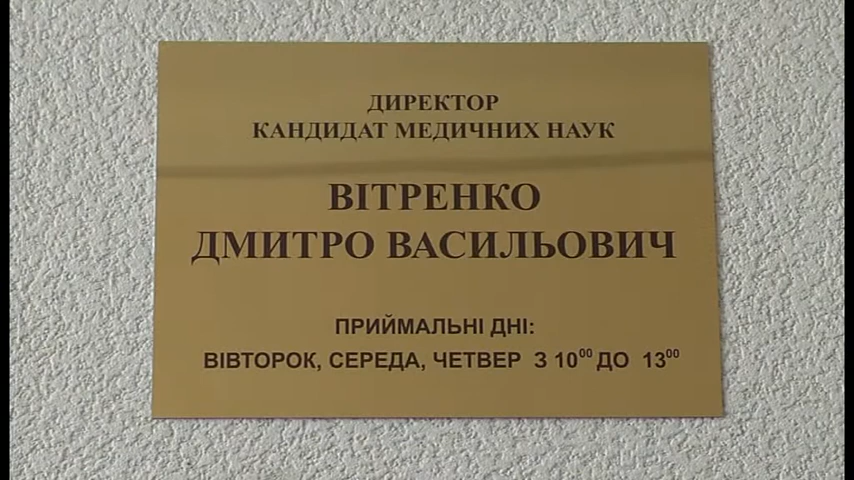 ДИРЕКТОР
КАНДИДАТ МЕДИЧНИХ НАУК
ВІТРЕНКО
ДМИТРО ВАСИЛЬОВИЧ
ПРИЙМАЛЬНІ ДНІ:
ВІВТОРОК, СЕРЕДА, ЧЕТВЕР З 10⁰⁰ ДО 13⁰⁰